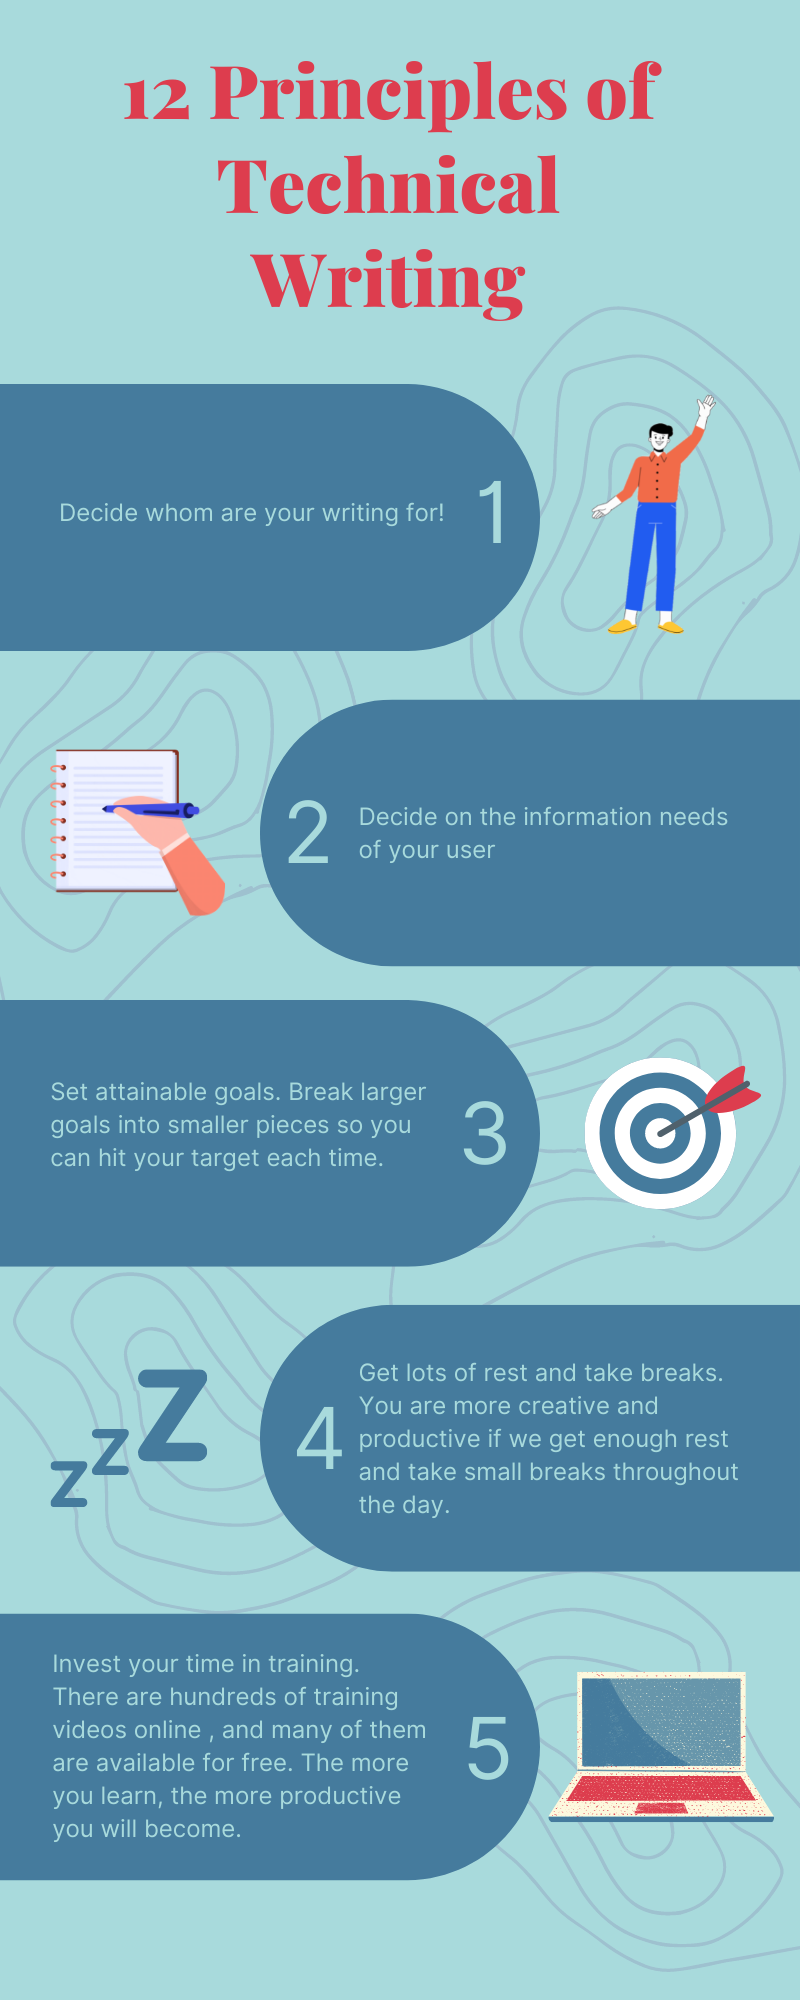 12 Principles of
Technical
Writing
Decide whom are your writing for!
1
2
Decide on the information needs
of your user
Set attainable goals. Break larger
goals into smaller pieces so you
can hit your target each time.
3
z z Z
4
Get lots of rest and take breaks.
You are more creative and
productive if we get enough rest
and take small breaks throughout
the day.
Invest your time in training.
There are hundreds of training
videos online , and many of them
are available for free. The more
you learn, the more productive
you will become.
5